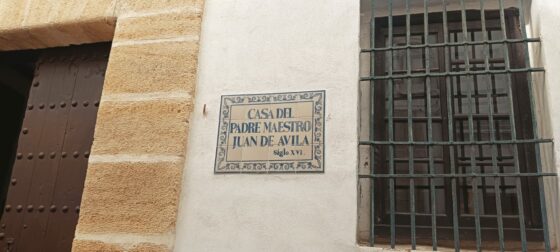 CASA DEL
PADRE MAESTRO
JUAN DE AVILA
Siglo XVI